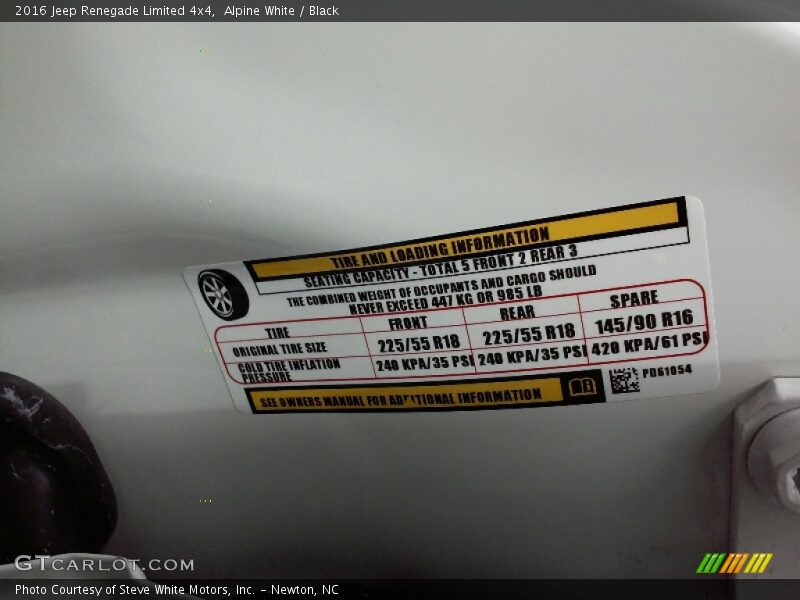 2016 Jeep Renegade Limited 4x4,  Alpine White / Black
TIRE AND LOADING INFORMATION
SEATING CAPACITY - TOTAL 5 FRONT 2 REAR 3
THE COMBINED WEIGHT OF OCCUPANTS AND CARGO SHOULD
NEVER EXCEED 447 KG OR 985 LB
TIRE FRONT REAR SPARE
ORIGINAL TIRE SIZE 225/55 R18 225/55 R18 145/90 R16
COLD TIRE INFLATION 240 KPA/35 PSI 240 KPA/35 PSI 420 KPA/61 PSI
PRESSURE
SEE OWNERS MANUAL FOR ADDITIONAL INFORMATION
PD61054
GTCARLOT.COM
Photo Courtesy of Steve White Motors, Inc. – Newton, NC